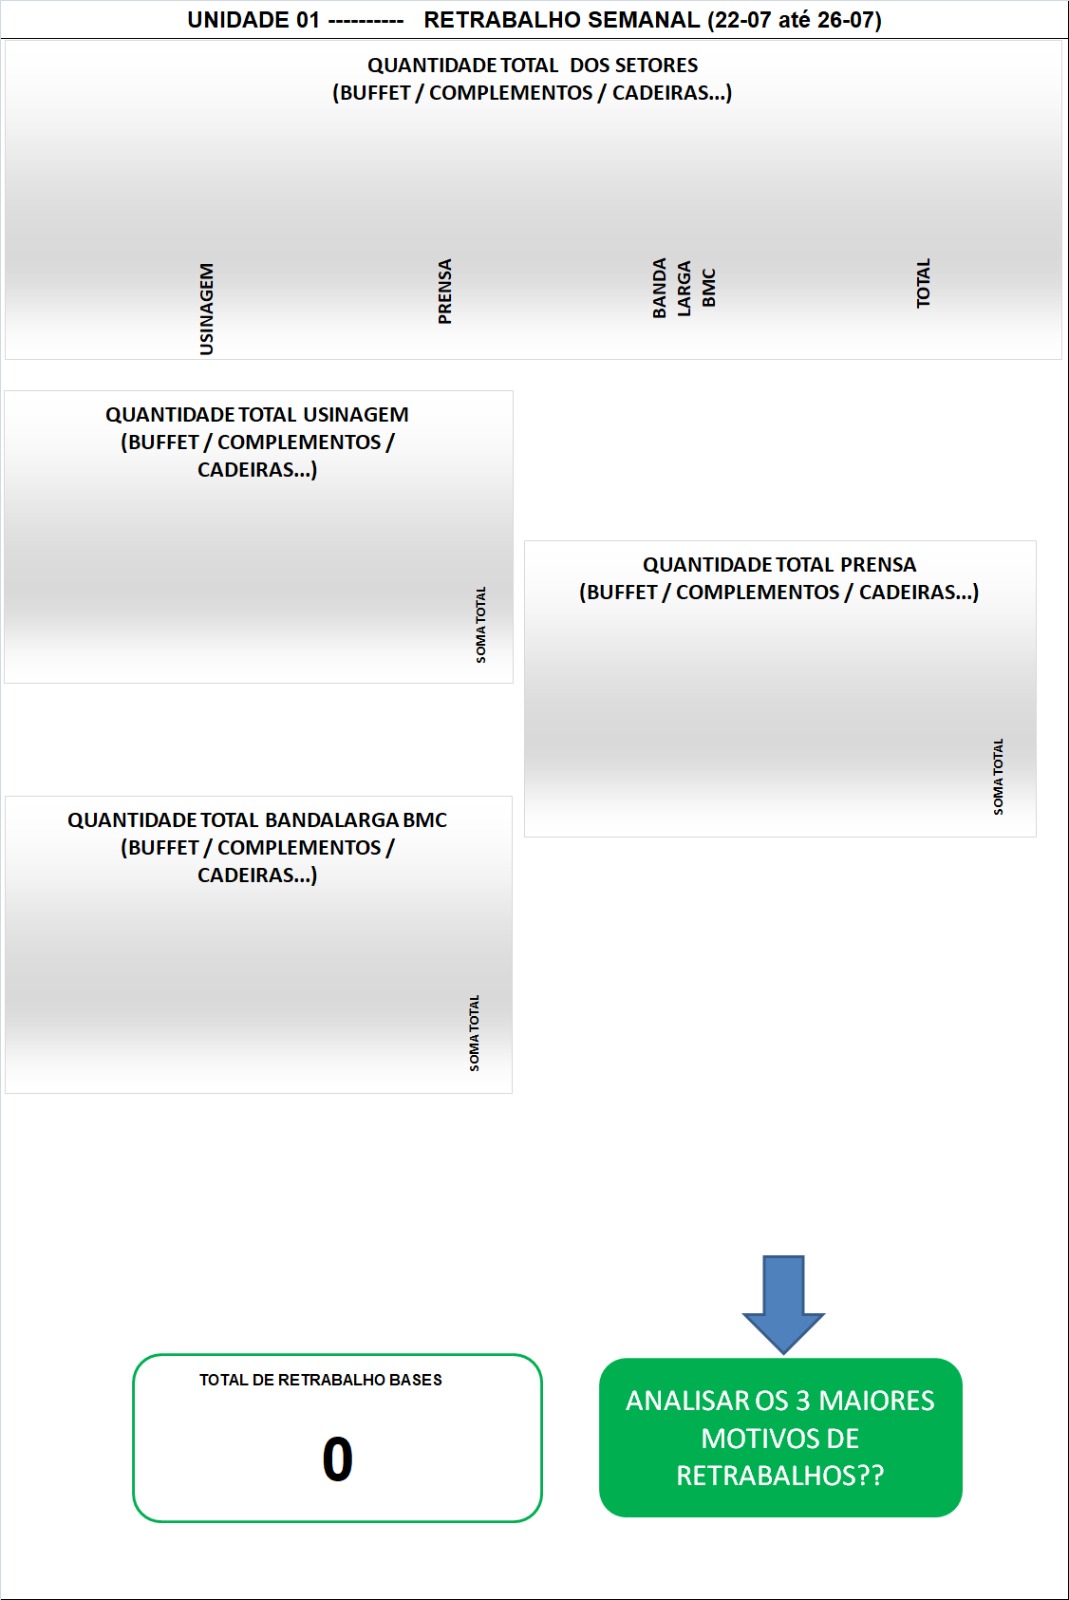 UNIDADE 01 ---------- RETRABALHO SEMANAL (22-07 até 26-07)
QUANTIDADE TOTAL DOS SETORES
(BUFFET / COMPLEMENTOS / CADEIRAS...)
USINAGEM
PRENSA
BANDA
LARGA
BMC
TOTAL
QUANTIDADE TOTAL USINAGEM
(BUFFET / COMPLEMENTOS /
CADEIRAS...)
SOMA TOTAL
QUANTIDADE TOTAL PRENSA
(BUFFET / COMPLEMENTOS / CADEIRAS...)
SOMA TOTAL
QUANTIDADE TOTAL BANDALARGA BMC
(BUFFET / COMPLEMENTOS /
CADEIRAS...)
SOMA TOTAL
TOTAL DE RETRABALHO BASES
0
ANALISAR OS 3 MAIORES
MOTIVOS DE
RETRABALHOS??